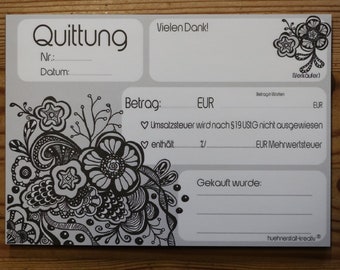 Quittung
Nr.:
Datum:
Vielen Dank!
(Verkäufer)
Betrag in Worten
Betrag: EUR EUR
Umsatzsteuer wird nach § 19 UStG nicht ausgewiesen
enthält %/ EUR Mehrwertsteuer
Gekauft wurde:
huehnerstall-kreativ®